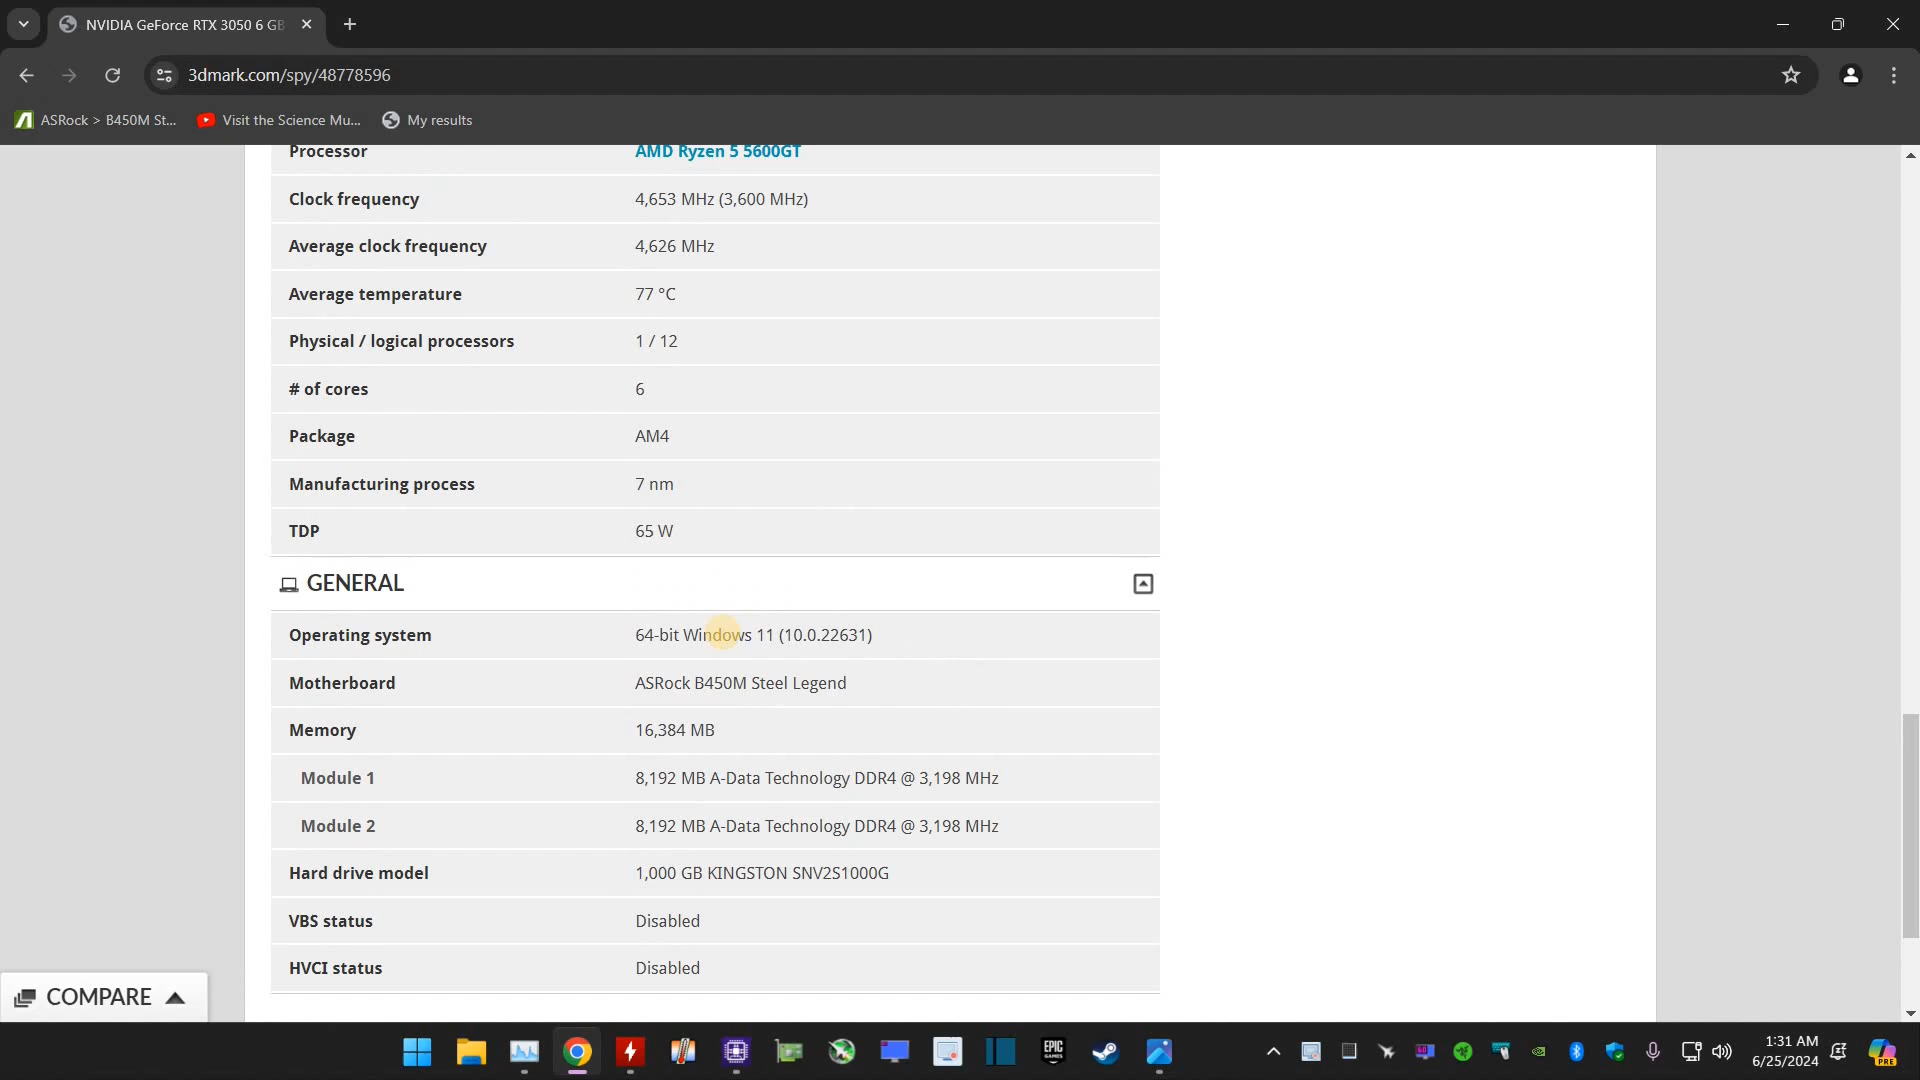 NVIDIA GeForce RTX 3050 6 GB
3dmark.com/spy/48778596
ASRock > B450M St...
Visit the Science Mu...
My results
Processor AMD Ryzen 5 5600GT
Clock frequency 4,653 MHz (3,600 MHz)
Average clock frequency 4,626 MHz
Average temperature 77 °C
Physical / logical processors 1 / 12
# of cores 6
Package AM4
Manufacturing process 7 nm
TDP 65 W
GENERAL
Operating system 64-bit Windows 11 (10.0.22631)
Motherboard ASRock B450M Steel Legend
Memory 16,384 MB
Module 1 8,192 MB A-Data Technology DDR4 @ 3,198 MHz
Module 2 8,192 MB A-Data Technology DDR4 @ 3,198 MHz
Hard drive model 1,000 GB KINGSTON SNV2S1000G
VBS status Disabled
HVCI status Disabled
COMPARE
EPIC
GAMES
1:31 AM
6/25/2024
PRE